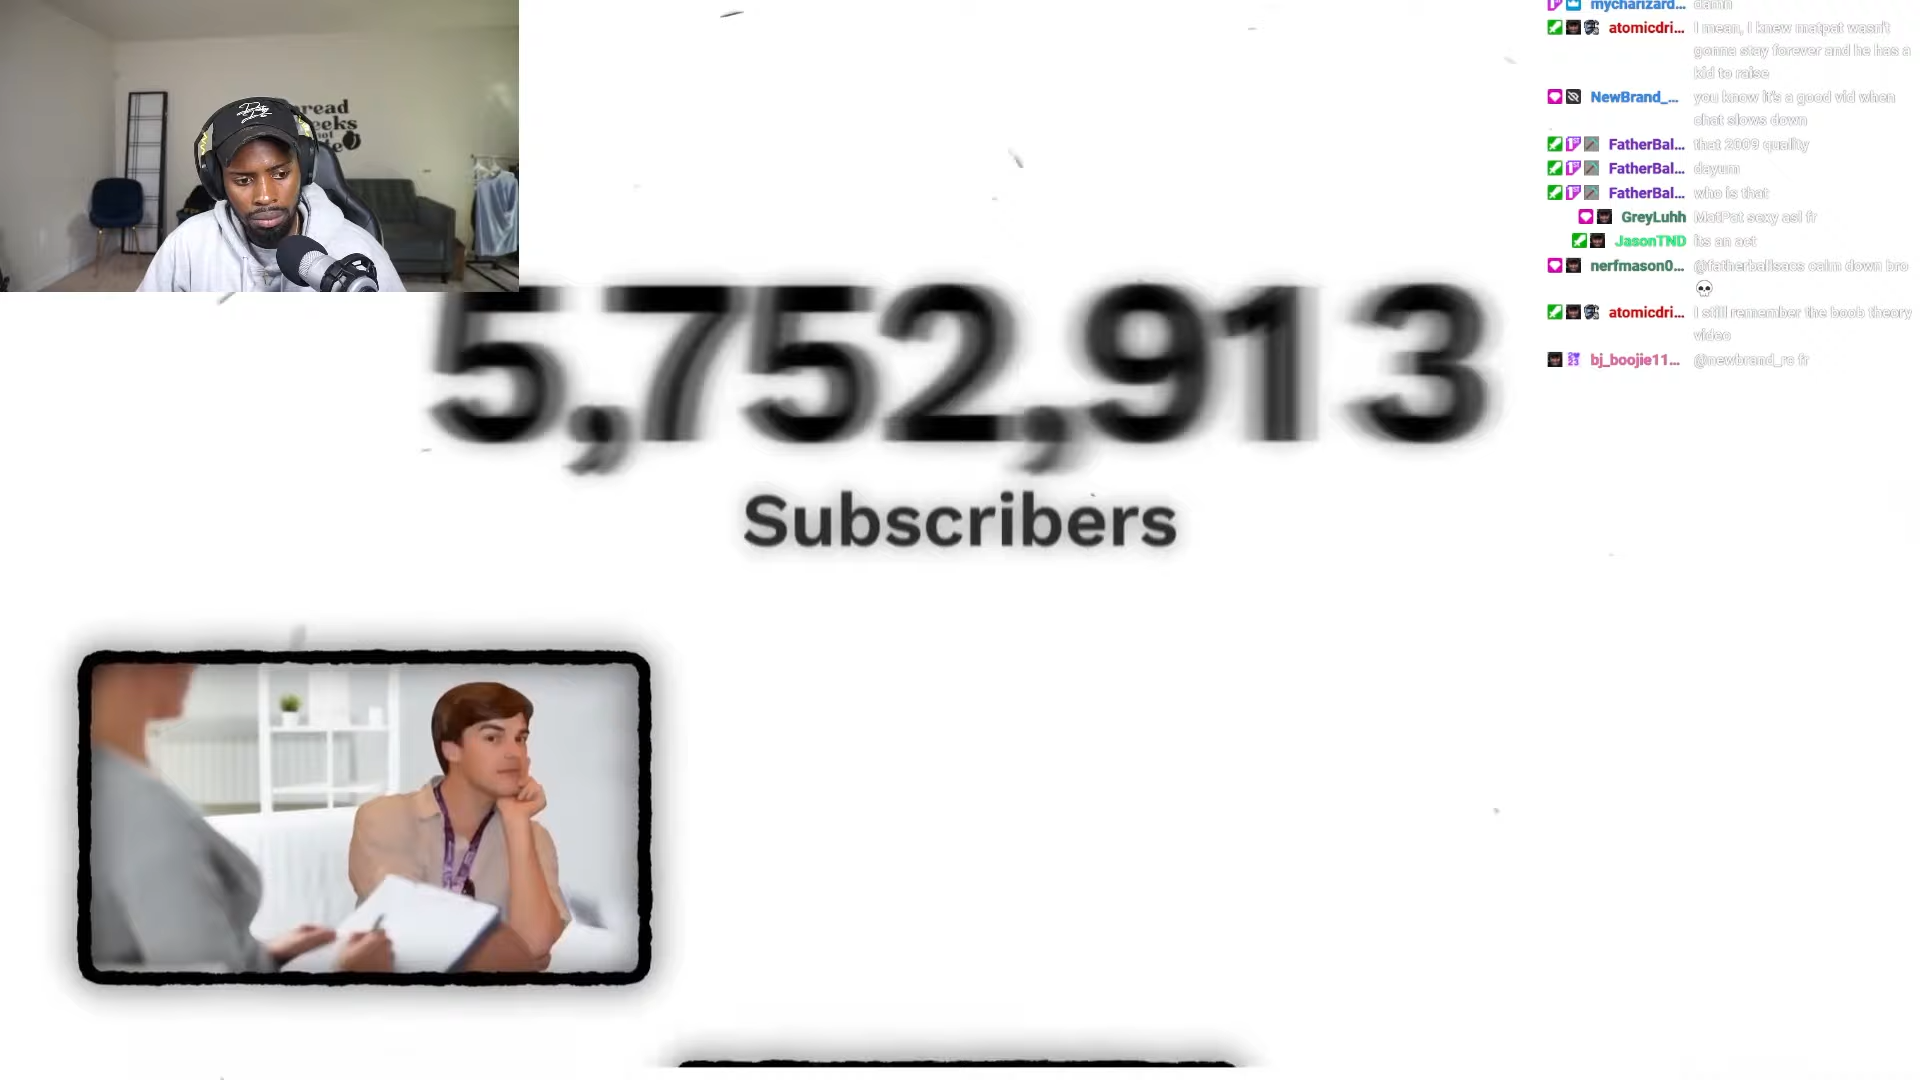 5,752,913
Subscribers
mycharizard... damn
atomicdri... I mean, I knew matpat wasn't
gonna stay forever and he has a
kid to raise
NewBrand_... you know it's a good vid when
chat slows down
FatherBal... that 2009 quality
FatherBal... dayum
FatherBal... who is that
GreyLuhh MatPat sexy asl fr
JasonTND its an act
nerfmason0... @fatherballsacs calm down bro
💀
atomicdri... I still remember the boob theory
video
bj_boojie11... @newbrand_rc fr